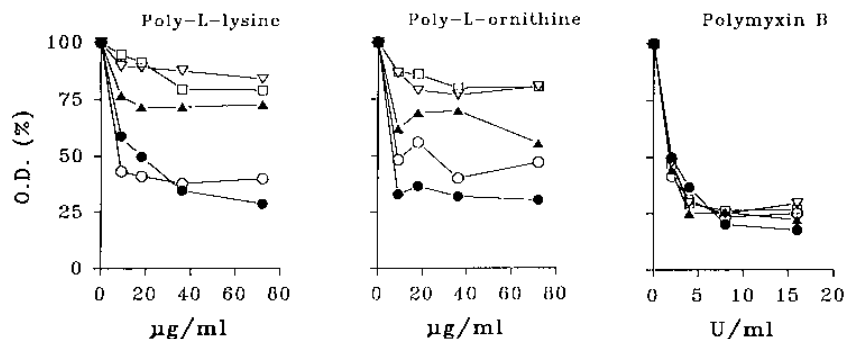 Poly-L-lysine
Poly-L-ornithine
Polymyxin B
O.D. (%)
100
75
50
25
0
0 20 40 60 80
0 20 40 60 80
0 5 10 15 20
μg/ml
μg/ml
U/ml